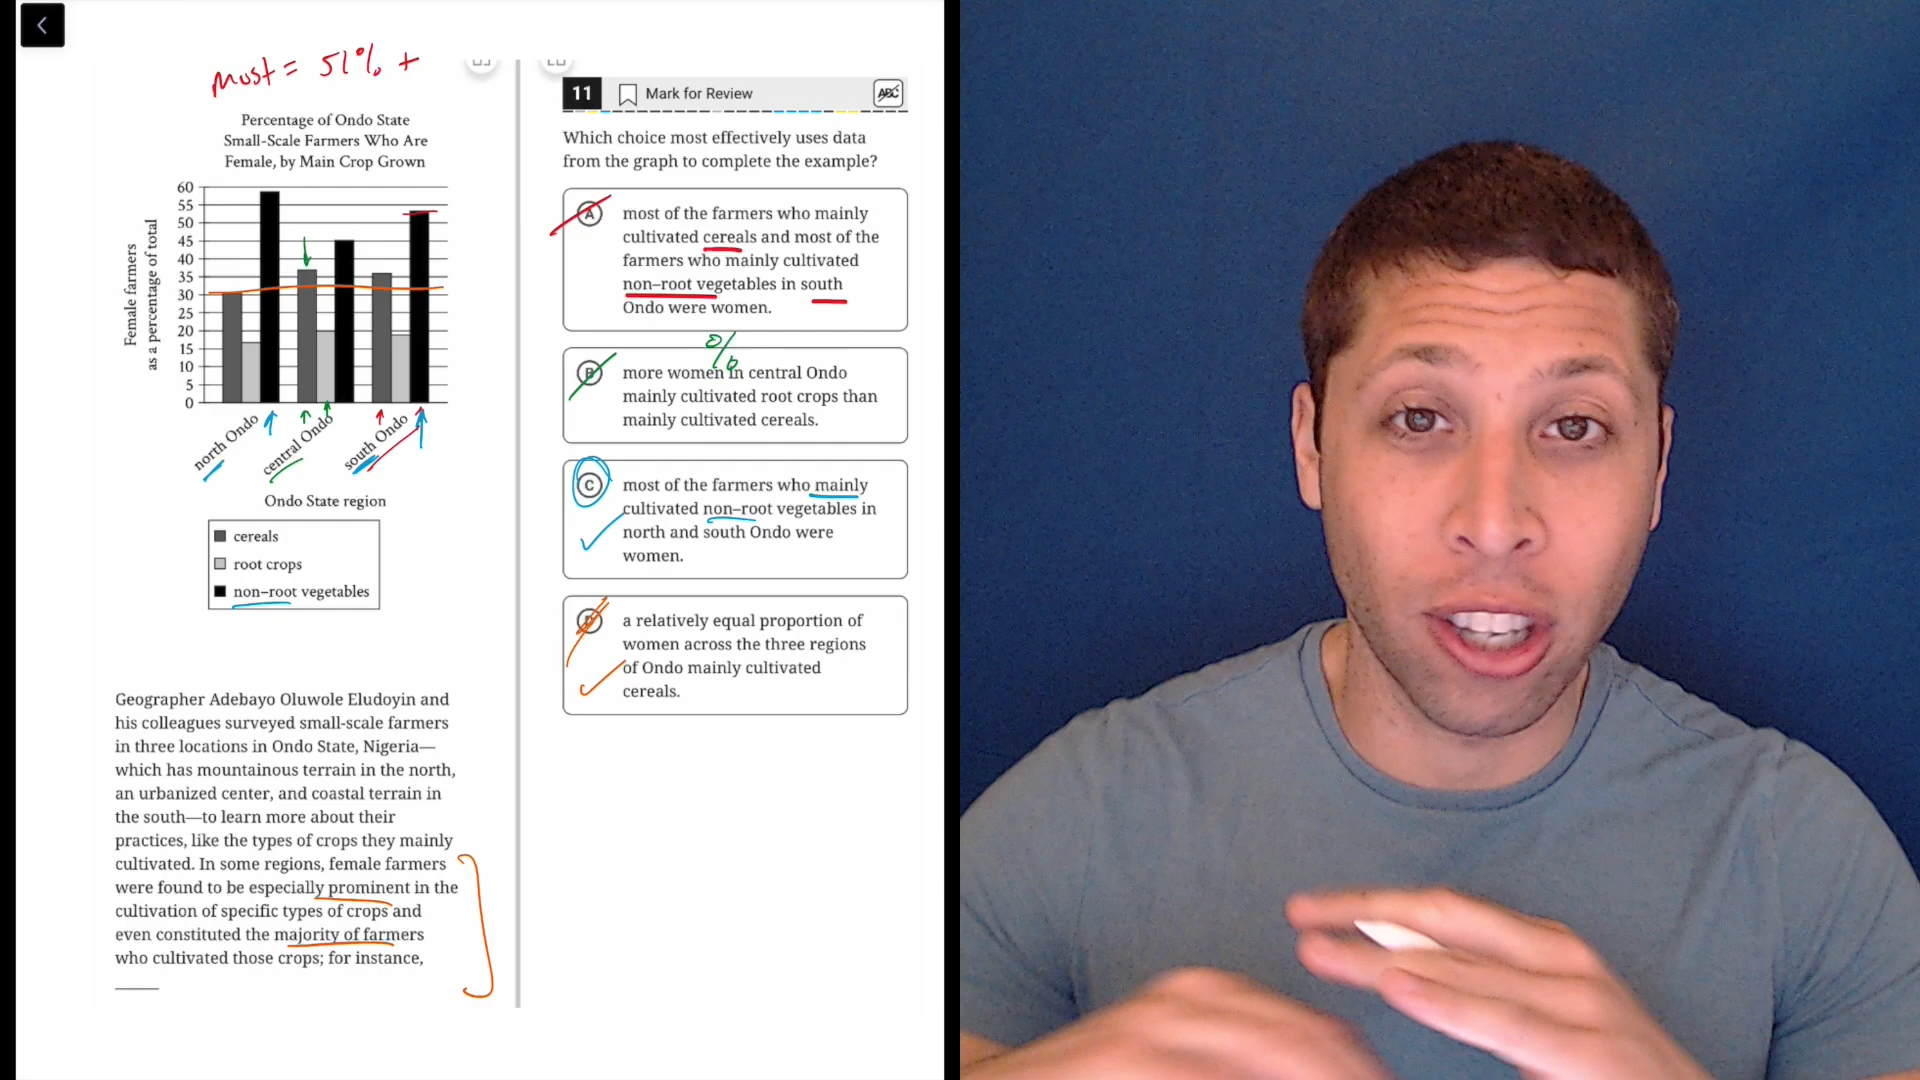 most = 51% +
Percentage of Ondo State
Small-Scale Farmers Who Are
Female, by Main Crop Grown
Female farmers
as a percentage of total
60
55
50
45
40
35
30
25
20
15
10
5
0
north Ondo
central Ondo
south Ondo
Ondo State region
cereals
root crops
non–root vegetables
Geographer Adebayo Oluwole Eludoyin and
his colleagues surveyed small-scale farmers
in three locations in Ondo State, Nigeria—
which has mountainous terrain in the north,
an urbanized center, and coastal terrain in
the south—to learn more about their
practices, like the types of crops they mainly
cultivated. In some regions, female farmers
were found to be especially prominent in the
cultivation of specific types of crops and
even constituted the majority of farmers
who cultivated those crops; for instance,
11 Mark for Review ABC
Which choice most effectively uses data
from the graph to complete the example?
A most of the farmers who mainly
cultivated cereals and most of the
farmers who mainly cultivated
non–root vegetables in south
Ondo were women.
%
B more women in central Ondo
mainly cultivated root crops than
mainly cultivated cereals.
C most of the farmers who mainly
cultivated non–root vegetables in
north and south Ondo were
women.
D a relatively equal proportion of
women across the three regions
of Ondo mainly cultivated
cereals.